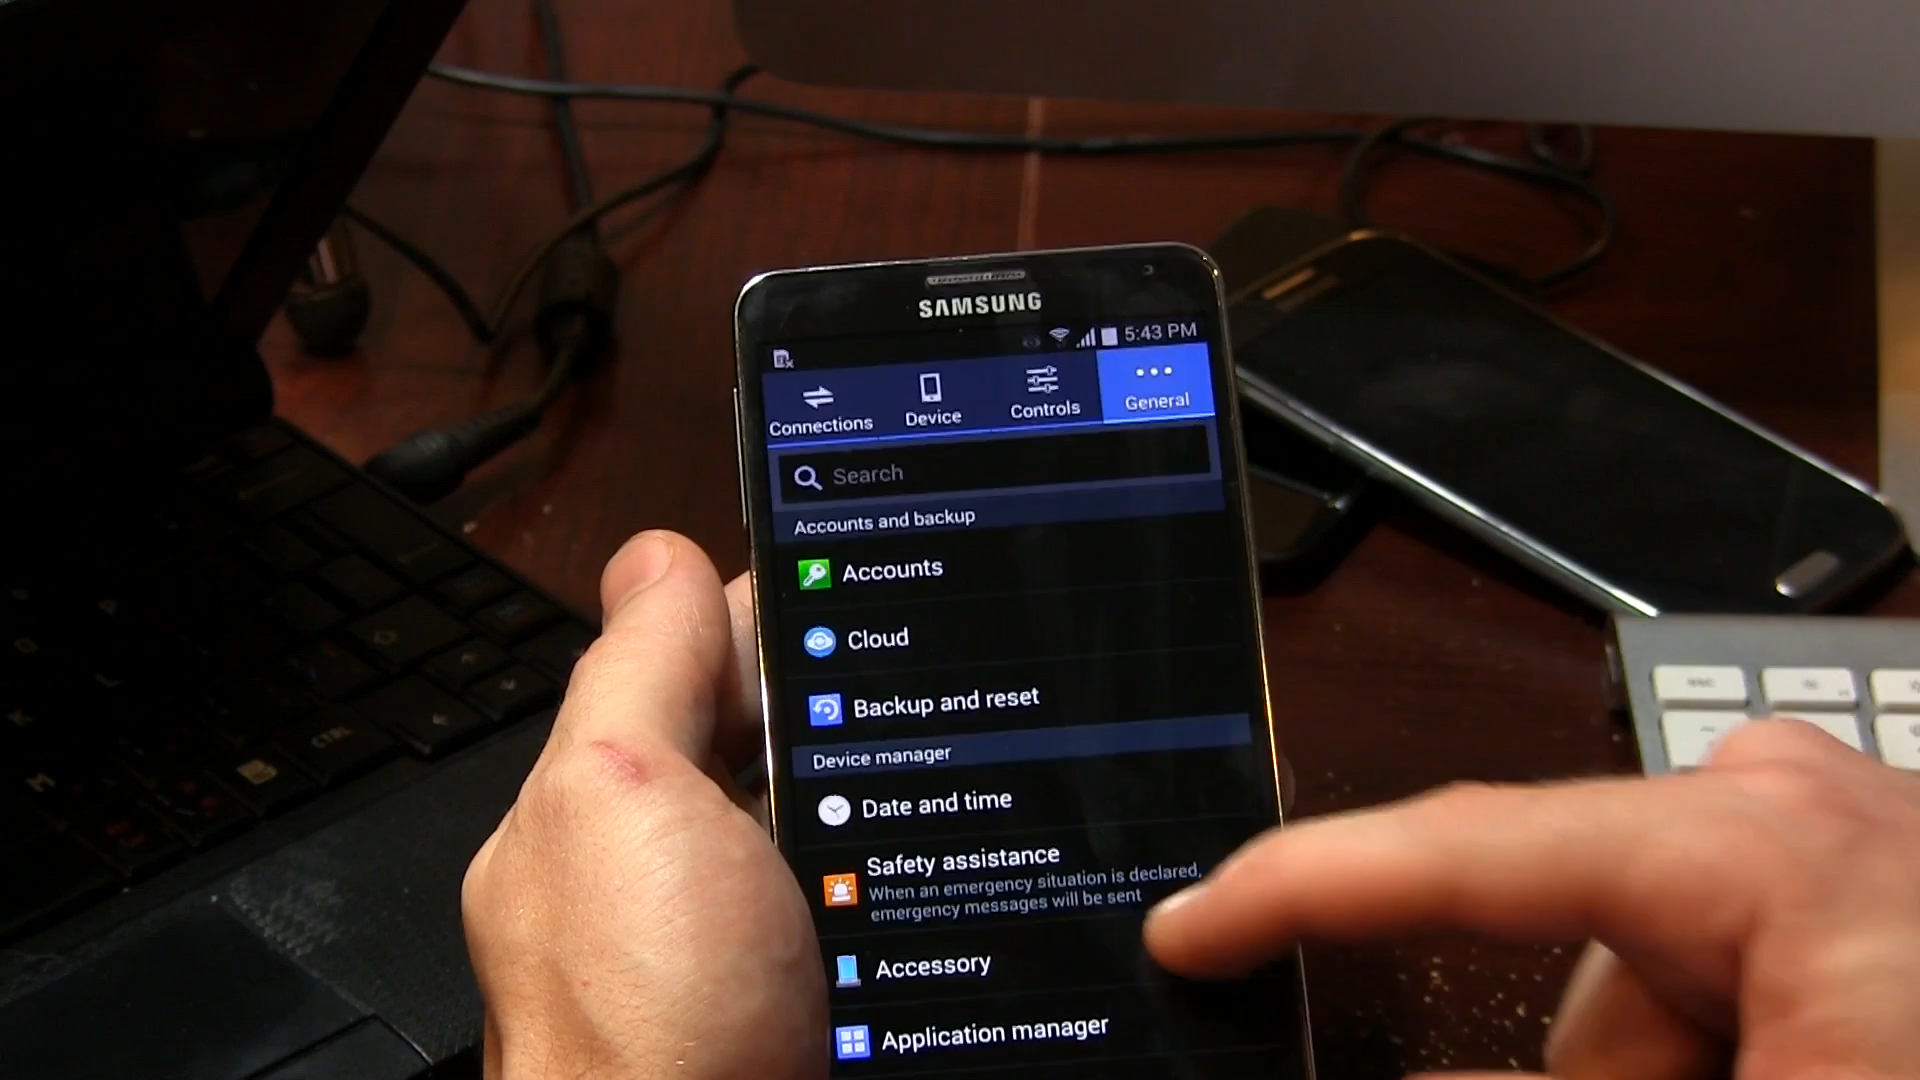 SAMSUNG
5:43 PM
Connections
Device
Controls
General
Search
Accounts and backup
Accounts
Cloud
Backup and reset
Device manager
Date and time
Safety assistance
When an emergency situation is declared,
emergency messages will be sent
Accessory
Application manager
CTRL